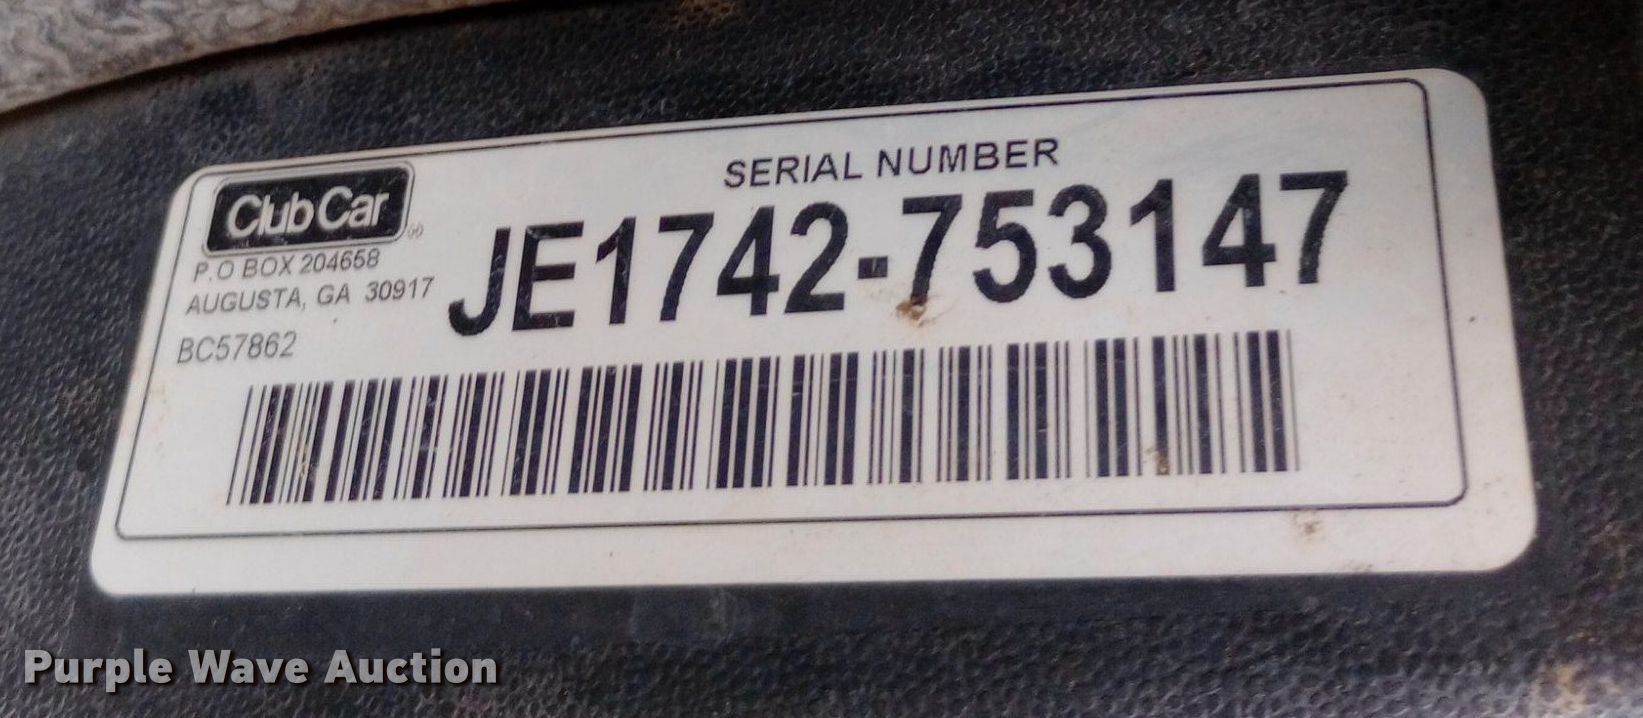 Club Car
P.O BOX 204658
AUGUSTA, GA 30917
BC57862
SERIAL NUMBER
JE1742-753147
Purple Wave Auction